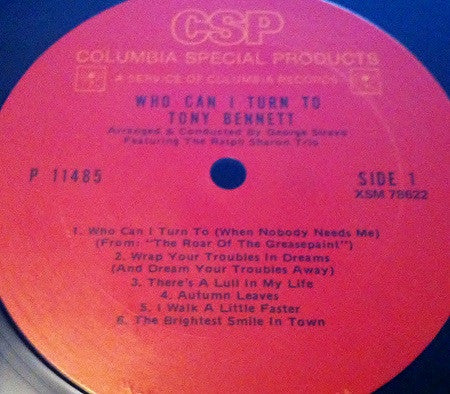 CSP
COLUMBIA SPECIAL PRODUCTS
A SERVICE OF COLUMBIA RECORDS
WHO CAN I TURN TO
TONY BENNETT
Arranged & Conducted By George Siravo
Featuring The Ralph Sharon Trio
P 11485
SIDE 1
XSM 78622
1. Who Can I Turn To (When Nobody Needs Me)
(From: "The Roar Of The Greasepaint")
2. Wrap Your Troubles In Dreams
(And Dream Your Troubles Away)
3. There's A Lull In My Life
4. Autumn Leaves
5. I Walk A Little Faster
6. The Brightest Smile In Town